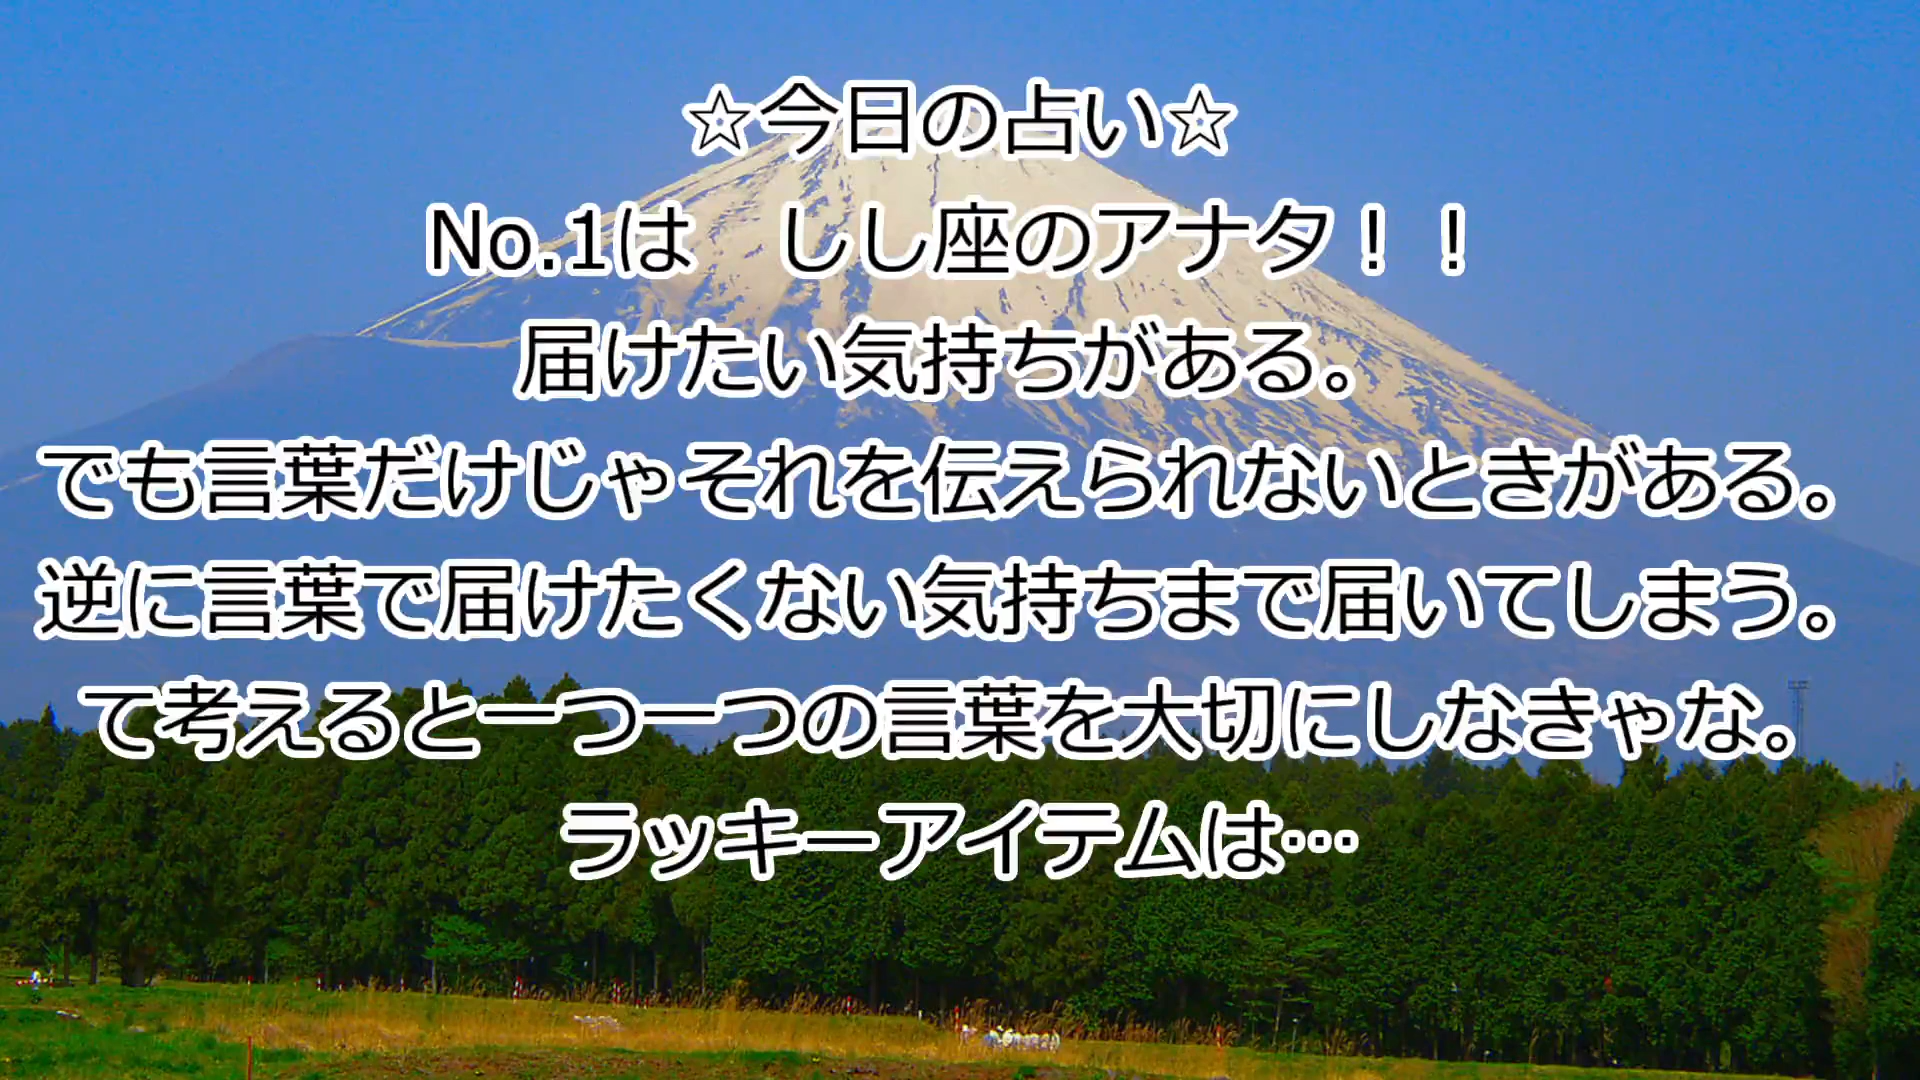 ☆今日の占い☆
No.1は　しし座のアナタ！！
届けたい気持ちがある。
でも言葉だけじゃそれを伝えられないときがある。
逆に言葉で届けたくない気持ちまで届いてしまう。
て考えると一つ一つの言葉を大切にしなきゃな。
ラッキーアイテムは…